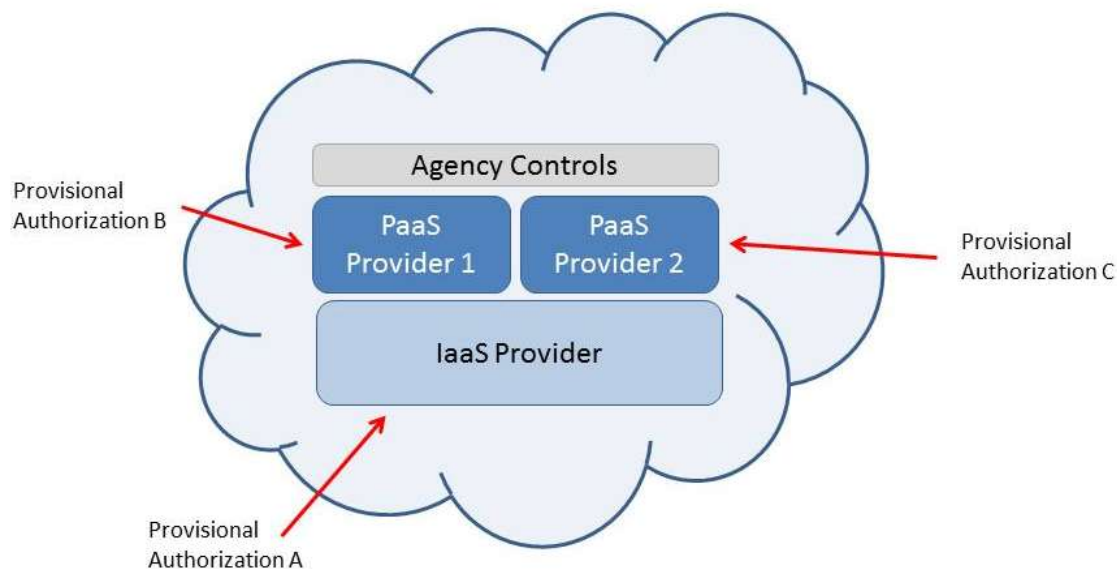 Agency Controls
Provisional
Authorization B
PaaS
Provider 1
PaaS
Provider 2
Provisional
Authorization C
IaaS Provider
Provisional
Authorization A